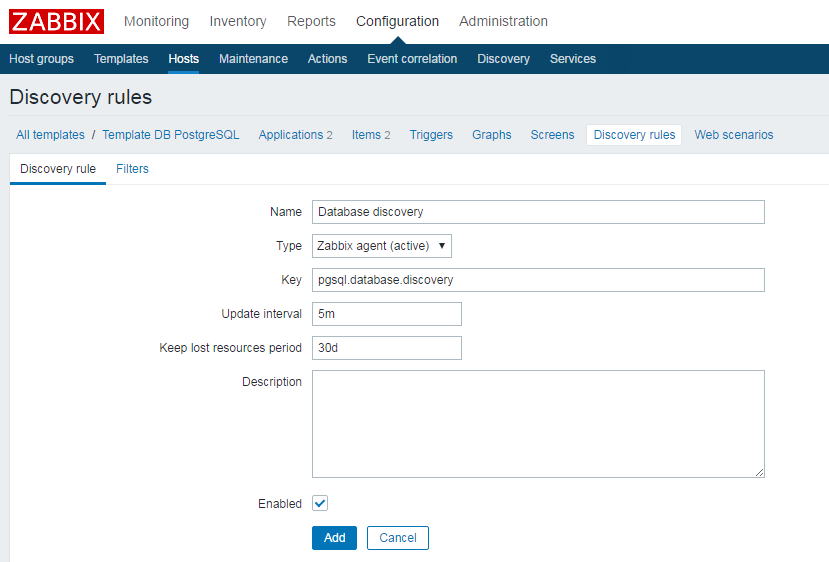 ZABBIX Monitoring Inventory Reports Configuration Administration
Host groups Templates Hosts Maintenance Actions Event correlation Discovery Services
Discovery rules
All templates / Template DB PostgreSQL Applications 2 Items 2 Triggers Graphs Screens Discovery rules Web scenarios
Discovery rule Filters
Name Database discovery
Type Zabbix agent (active)
Key pgsql.database.discovery
Update interval 5m
Keep lost resources period 30d
Description
Enabled
Add Cancel